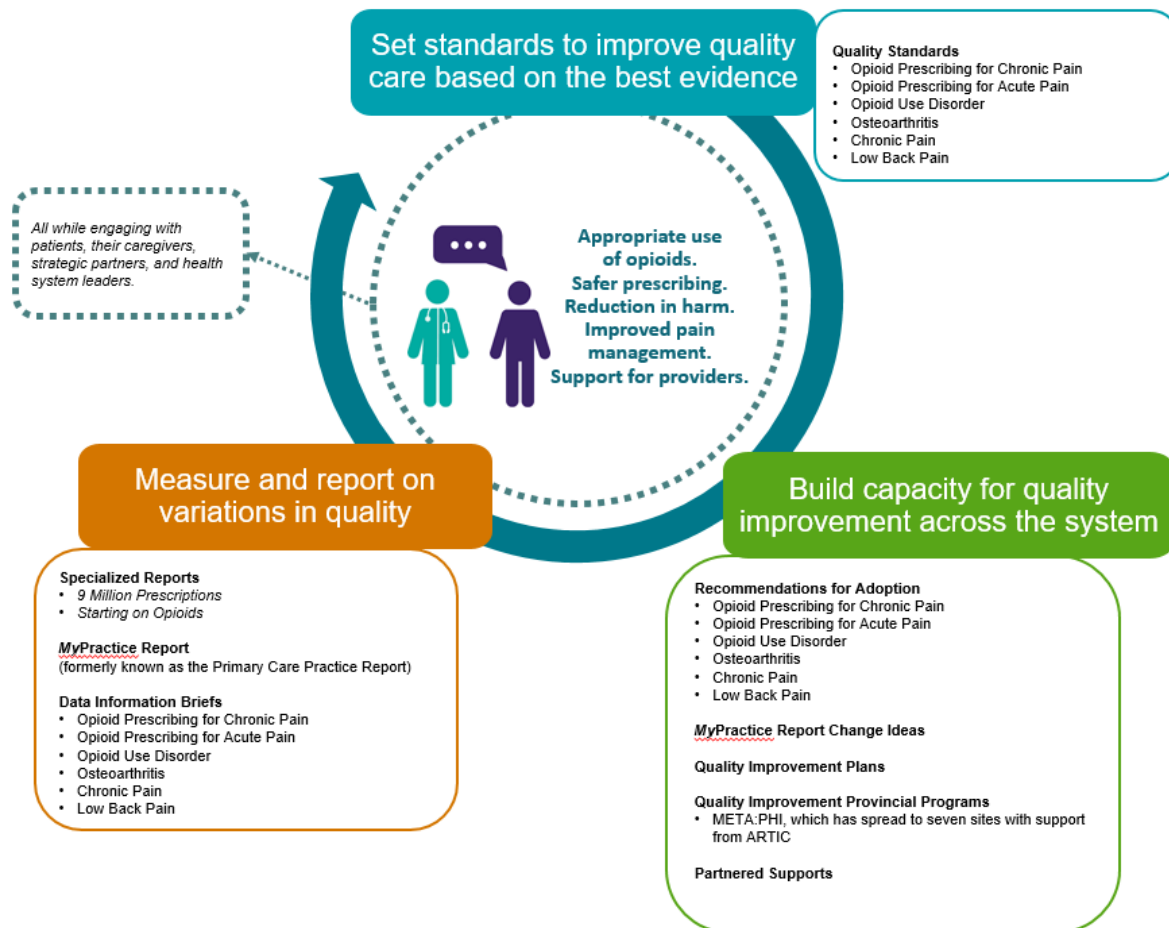 Set standards to improve quality
care based on the best evidence
Quality Standards
• Opioid Prescribing for Chronic Pain
• Opioid Prescribing for Acute Pain
• Opioid Use Disorder
• Osteoarthritis
• Chronic Pain
• Low Back Pain
All while engaging with
patients, their caregivers,
strategic partners, and health
system leaders.
Appropriate use
of opioids.
Safer prescribing.
Reduction in harm.
Improved pain
management.
Support for providers.
Measure and report on
variations in quality
Specialized Reports
• 9 Million Prescriptions
• Starting on Opioids
MyPractice Report
(formerly known as the Primary Care Practice Report)
Data Information Briefs
• Opioid Prescribing for Chronic Pain
• Opioid Prescribing for Acute Pain
• Opioid Use Disorder
• Osteoarthritis
• Chronic Pain
• Low Back Pain
Build capacity for quality
improvement across the system
Recommendations for Adoption
• Opioid Prescribing for Chronic Pain
• Opioid Prescribing for Acute Pain
• Opioid Use Disorder
• Osteoarthritis
• Chronic Pain
• Low Back Pain
MyPractice Report Change Ideas
Quality Improvement Plans
Quality Improvement Provincial Programs
• META:PHI, which has spread to seven sites with support
from ARTIC
Partnered Supports